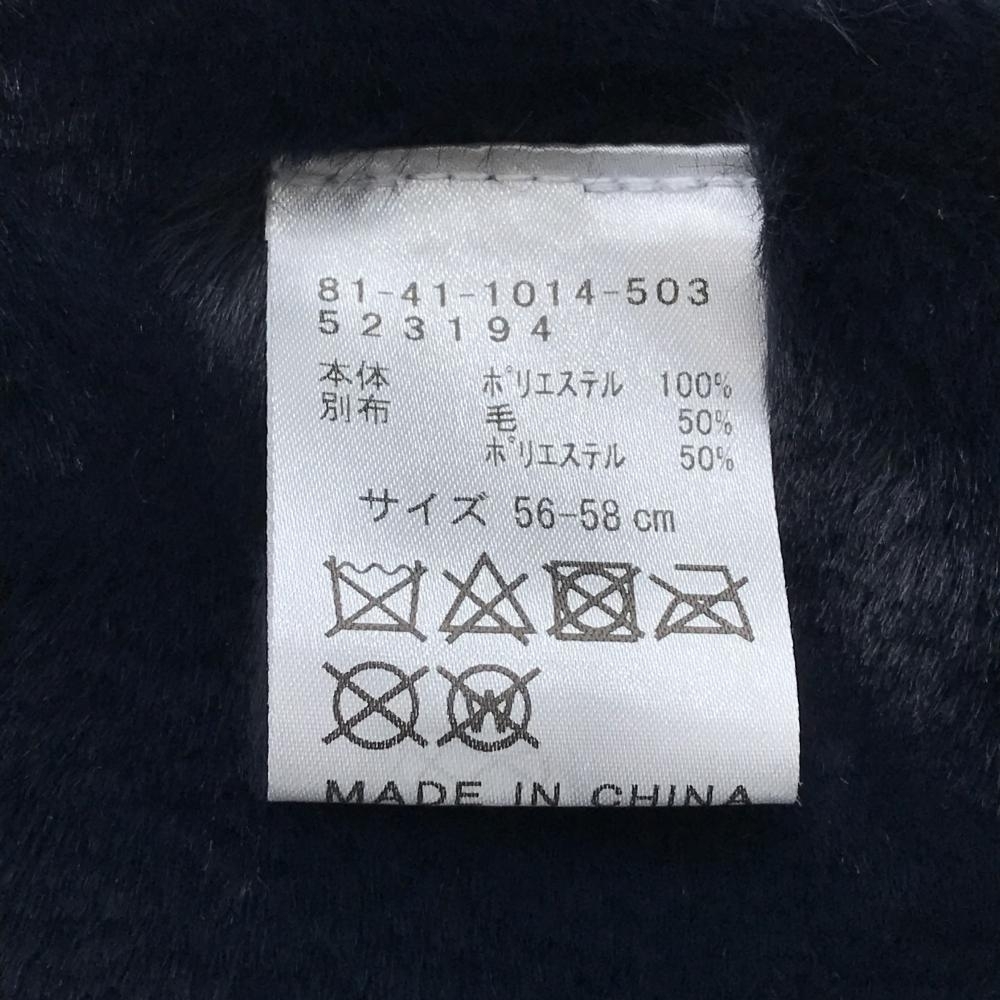 81-41-1014-503
523194
本体 ポリエステル 100%
別布 毛 50%
ポリエステル 50%
サイズ 56-58 cm
W
MADE IN CHINA